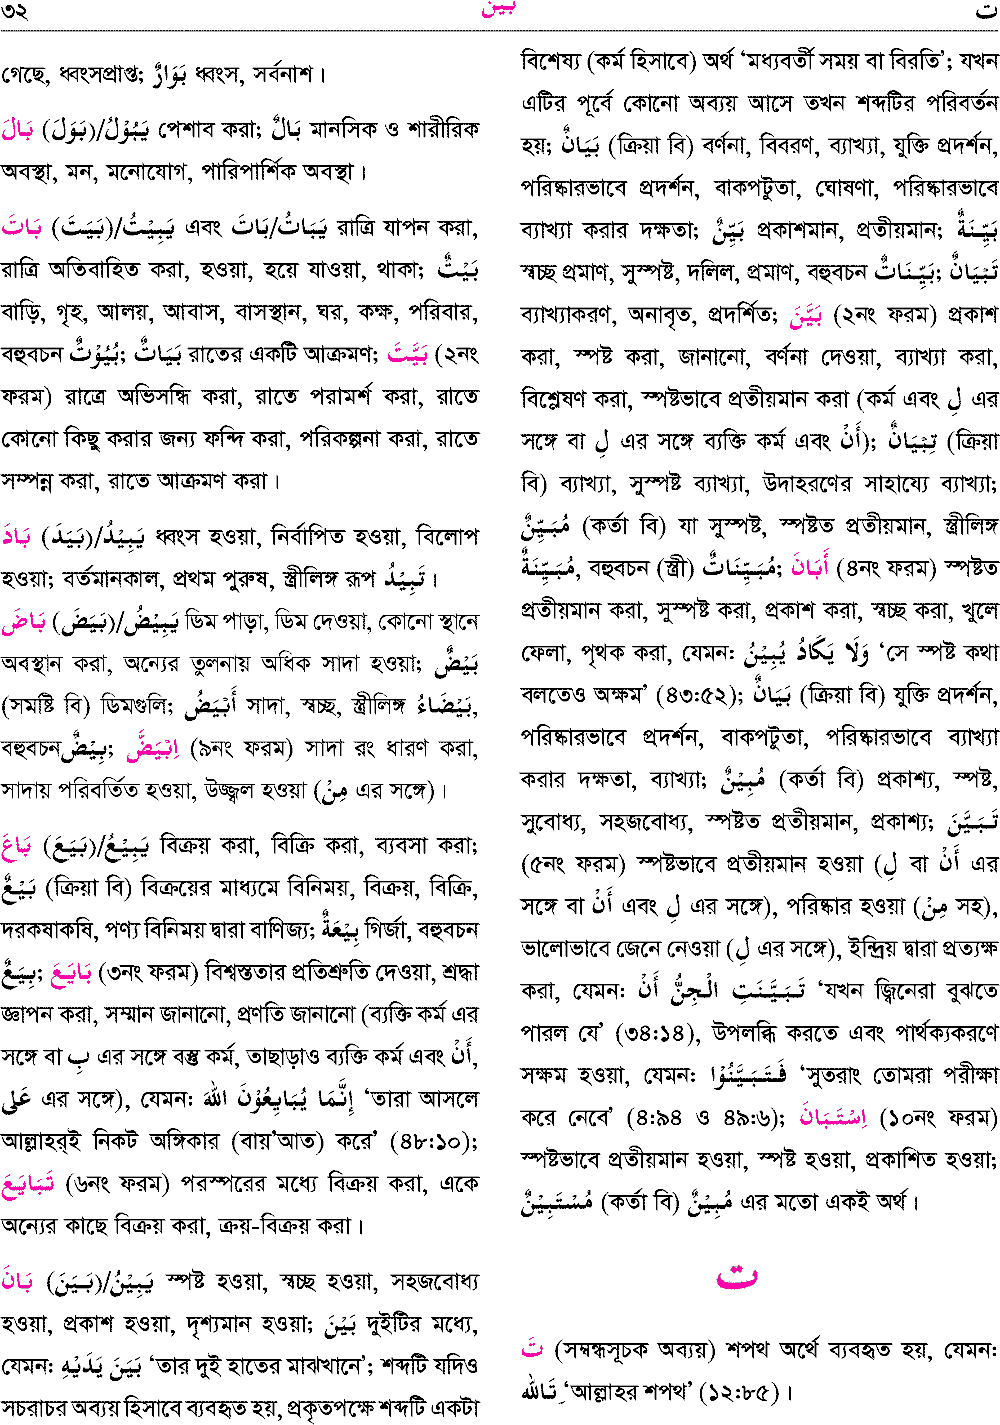 ৩২ بين ت
গেছে, ধ্বংসপ্রাপ্ত; بَوَارٌ ধ্বংস, সর্বনাশ।
بَالَ (بَوَلَ)/يَبُوْلُ পেশাব করা; بَالٌ মানসিক ও শারীরিক
অবস্থা, মন, মনোযোগ, পারিপার্শিক অবস্থা।
بَاتَ (بَيَتَ)/يَبِيْتُ এবং بَاتَ/يَبَاتُ রাত্রি যাপন করা,
রাত্রি অতিবাহিত করা, হওয়া, হয়ে যাওয়া, থাকা; بَيْتٌ
বাড়ি, গৃহ, আলয়, আবাস, বাসস্থান, ঘর, কক্ষ, পরিবার,
বহুবচন بُيُوْتٌ; بَيَاتٌ রাতের একটি আক্রমণ; بَيَّتَ (২নং
ফরম) রাত্রে অভিসন্ধি করা, রাতে পরামর্শ করা, রাতে
কোনো কিছু করার জন্য ফন্দি করা, পরিকল্পনা করা, রাতে
সম্পন্ন করা, রাতে আক্রমণ করা।
بَادَ (بَيَدَ)/يَبِيْدُ ধ্বংস হওয়া, নির্বাপিত হওয়া, বিলোপ
হওয়া; বর্তমানকাল, প্রথম পুরুষ, স্ত্রীলিঙ্গ রূপ تَبِيْدُ।
بَاضَ (بَيَضَ)/يَبِيْضُ ডিম পাড়া, ডিম দেওয়া, কোনো স্থানে
অবস্থান করা, অন্যের তুলনায় অধিক সাদা হওয়া; بَيْضٌ
(সমষ্টি বি) ডিমগুলি; أَبْيَضُ সাদা, স্বচ্ছ, স্ত্রীলিঙ্গ بَيْضَاءُ,
বহুবচন بِيْضٌ; اِبْيَضَّ (৯নং ফরম) সাদা রং ধারণ করা,
সাদায় পরিবর্তিত হওয়া, উজ্জ্বল হওয়া (مِنْ এর সঙ্গে)।
بَاعَ (بَيَعَ)/يَبِيْعُ বিক্রয় করা, বিক্রি করা, ব্যবসা করা;
بَيْعٌ (ক্রিয়া বি) বিক্রয়ের মাধ্যমে বিনিময়, বিক্রয়, বিক্রি,
দরকষাকষি, পণ্য বিনিময় দ্বারা বাণিজ্য; بِيْعَةٌ গির্জা, বহুবচন
بِيَعٌ; بَايَعَ (৩নং ফরম) বিশ্বস্ততার প্রতিশ্রুতি দেওয়া, শ্রদ্ধা
জ্ঞাপন করা, সম্মান জানানো, প্রণতি জানানো (ব্যক্তি কর্ম এর
সঙ্গে বা بِ এর সঙ্গে বস্তু কর্ম, তাছাড়াও ব্যক্তি কর্ম এবং أَنْ,
عَلَى এর সঙ্গে), যেমন: إِنَّمَا يُبَايِعُوْنَ اللهَ ‘তারা আসলে
আল্লাহর্‌ই নিকট অঙ্গিকার (বায়'আত) করে’ (৪৮:১০);
تَبَايَعَ (৬নং ফরম) পরস্পরের মধ্যে বিক্রয় করা, একে
অন্যের কাছে বিক্রয় করা, ক্রয়-বিক্রয় করা।
بَانَ (بَيَنَ)/يَبِيْنُ স্পষ্ট হওয়া, স্বচ্ছ হওয়া, সহজবোধ্য
হওয়া, প্রকাশ হওয়া, দৃশ্যমান হওয়া; بَيْنَ দুইটির মধ্যে,
যেমন: بَيْنَ يَدَيْهِ ‘তার দুই হাতের মাঝখানে’; শব্দটি যদিও
সচরাচর অব্যয় হিসাবে ব্যবহৃত হয়, প্রকৃতপক্ষে শব্দটি একটা
বিশেষ্য (কর্ম হিসাবে) অর্থ ‘মধ্যবর্তী সময় বা বিরতি’; যখন
এটির পূর্বে কোনো অব্যয় আসে তখন শব্দটির পরিবর্তন
হয়; بَيَانٌ (ক্রিয়া বি) বর্ণনা, বিবরণ, ব্যাখ্যা, যুক্তি প্রদর্শন,
পরিষ্কারভাবে প্রদর্শন, বাকপটুতা, ঘোষণা, পরিষ্কারভাবে
ব্যাখ্যা করার দক্ষতা; بَيِّنٌ প্রকাশমান, প্রতীয়মান; بَيِّنَةٌ
স্বচ্ছ প্রমাণ, সুস্পষ্ট, দলিল, প্রমাণ, বহুবচন بَيِّنَاتٌ; تَبْيَانٌ
ব্যাখ্যাকরণ, অনাবৃত, প্রদর্শিত; بَيَّنَ (২নং ফরম) প্রকাশ
করা, স্পষ্ট করা, জানানো, বর্ণনা দেওয়া, ব্যাখ্যা করা,
বিশ্লেষণ করা, স্পষ্টভাবে প্রতীয়মান করা (কর্ম এবং لِ এর
সঙ্গে বা لِ এর সঙ্গে ব্যক্তি কর্ম এবং أَنْ); تِبْيَانٌ (ক্রিয়া
বি) ব্যাখ্যা, সুস্পষ্ট ব্যাখ্যা, উদাহরণের সাহায্যে ব্যাখ্যা;
مُبَيِّنٌ (কর্তা বি) যা সুস্পষ্ট, স্পষ্টত প্রতীয়মান, স্ত্রীলিঙ্গ
مُبَيِّنَةٌ, বহুবচন (স্ত্রী) مُبَيِّنَاتٌ; أَبَانَ (৪নং ফরম) স্পষ্টত
প্রতীয়মান করা, সুস্পষ্ট করা, প্রকাশ করা, স্বচ্ছ করা, খুলে
ফেলা, পৃথক করা, যেমন: وَلَا يَكَادُ يُبِيْنُ ‘সে স্পষ্ট কথা
বলতেও অক্ষম’ (৪৩:৫২); بَيَانٌ (ক্রিয়া বি) যুক্তি প্রদর্শন,
পরিষ্কারভাবে প্রদর্শন, বাকপটুতা, পরিষ্কারভাবে ব্যাখ্যা
করার দক্ষতা, ব্যাখ্যা; مُبِيْنٌ (কর্তা বি) প্রকাশ্য, স্পষ্ট,
সুবোধ্য, সহজবোধ্য, স্পষ্টত প্রতীয়মান, প্রকাশ্য; تَبَيَّنَ
(৫নং ফরম) স্পষ্টভাবে প্রতীয়মান হওয়া (لِ বা أَنْ এর
সঙ্গে বা أَنْ এবং لِ এর সঙ্গে), পরিষ্কার হওয়া (مِنْ সহ),
ভালোভাবে জেনে নেওয়া (لِ এর সঙ্গে), ইন্দ্রিয় দ্বারা প্রত্যক্ষ
করা, যেমন: تَبَيَّنَتِ الْجِنُّ أَنْ ‘যখন জ্বিনেরা বুঝতে
পারল যে’ (৩৪:১৪), উপলব্ধি করতে এবং পার্থক্যকরণে
সক্ষম হওয়া, যেমন: فَتَبَيَّنُوْا ‘সুতরাং তোমরা পরীক্ষা
করে নেবে’ (৪:৯৪ ও ৪৯:৬); اِسْتَبَانَ (১০নং ফরম)
স্পষ্টভাবে প্রতীয়মান হওয়া, স্পষ্ট হওয়া, প্রকাশিত হওয়া;
مُسْتَبِيْنٌ (কর্তা বি) مُبِيْنٌ এর মতো একই অর্থ।
ت
تَ (সম্বন্ধসূচক অব্যয়) শপথ অর্থে ব্যবহৃত হয়, যেমন:
تَاللهِ ‘আল্লাহর শপথ’ (১২:৮৫)।